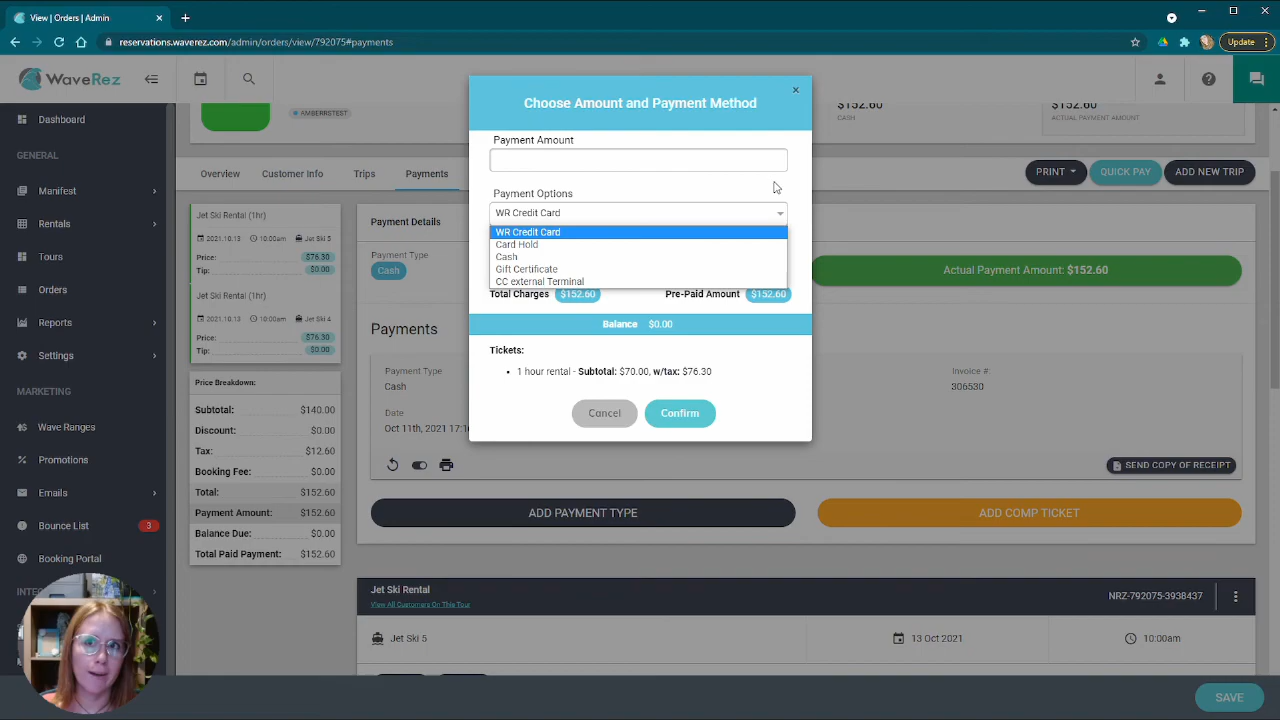 View | Orders | Admin
reservations.waverez.com/admin/orders/view/792075#payments
Update
WaveRez
Dashboard
GENERAL
Manifest
Rentals
Tours
Orders
Reports
Settings
MARKETING
Wave Ranges
Promotions
Emails
Bounce List
3
Booking Portal
AMBERRSTEST
$152.60
CASH
$152.60
ACTUAL PAYMENT AMOUNT
Overview
Customer Info
Trips
Payments
PRINT
QUICK PAY
ADD NEW TRIP
Jet Ski Rental (1hr)
2021.10.13
10:00am
Jet Ski 5
Price:
$76.30
Tip:
$0.00
Jet Ski Rental (1hr)
2021.10.13
10:00am
Jet Ski 4
Price:
$76.30
Tip:
$0.00
Price Breakdown:
Subtotal:
$140.00
Discount:
$0.00
Tax:
$12.60
Booking Fee:
$0.00
Total:
$152.60
Payment Amount:
$152.60
Balance Due:
$0.00
Total Paid Payment:
$152.60
Payment Details
Payment Type
Cash
Actual Payment Amount: $152.60
Payments
Payment Type
Cash
Invoice #:
306530
Date
Oct 11th, 2021 17:1
SEND COPY OF RECEIPT
ADD PAYMENT TYPE
ADD COMP TICKET
Jet Ski Rental
View All Customers On This Tour
NRZ-792075-3938437
Jet Ski 5
13 Oct 2021
10:00am
SAVE
Choose Amount and Payment Method
×
Payment Amount
Payment Options
WR Credit Card
WR Credit Card
Card Hold
Cash
Gift Certificate
CC external Terminal
Total Charges
$152.60
Pre-Paid Amount
$152.60
Balance $0.00
Tickets:
• 1 hour rental - Subtotal: $70.00, w/tax: $76.30
Cancel
Confirm